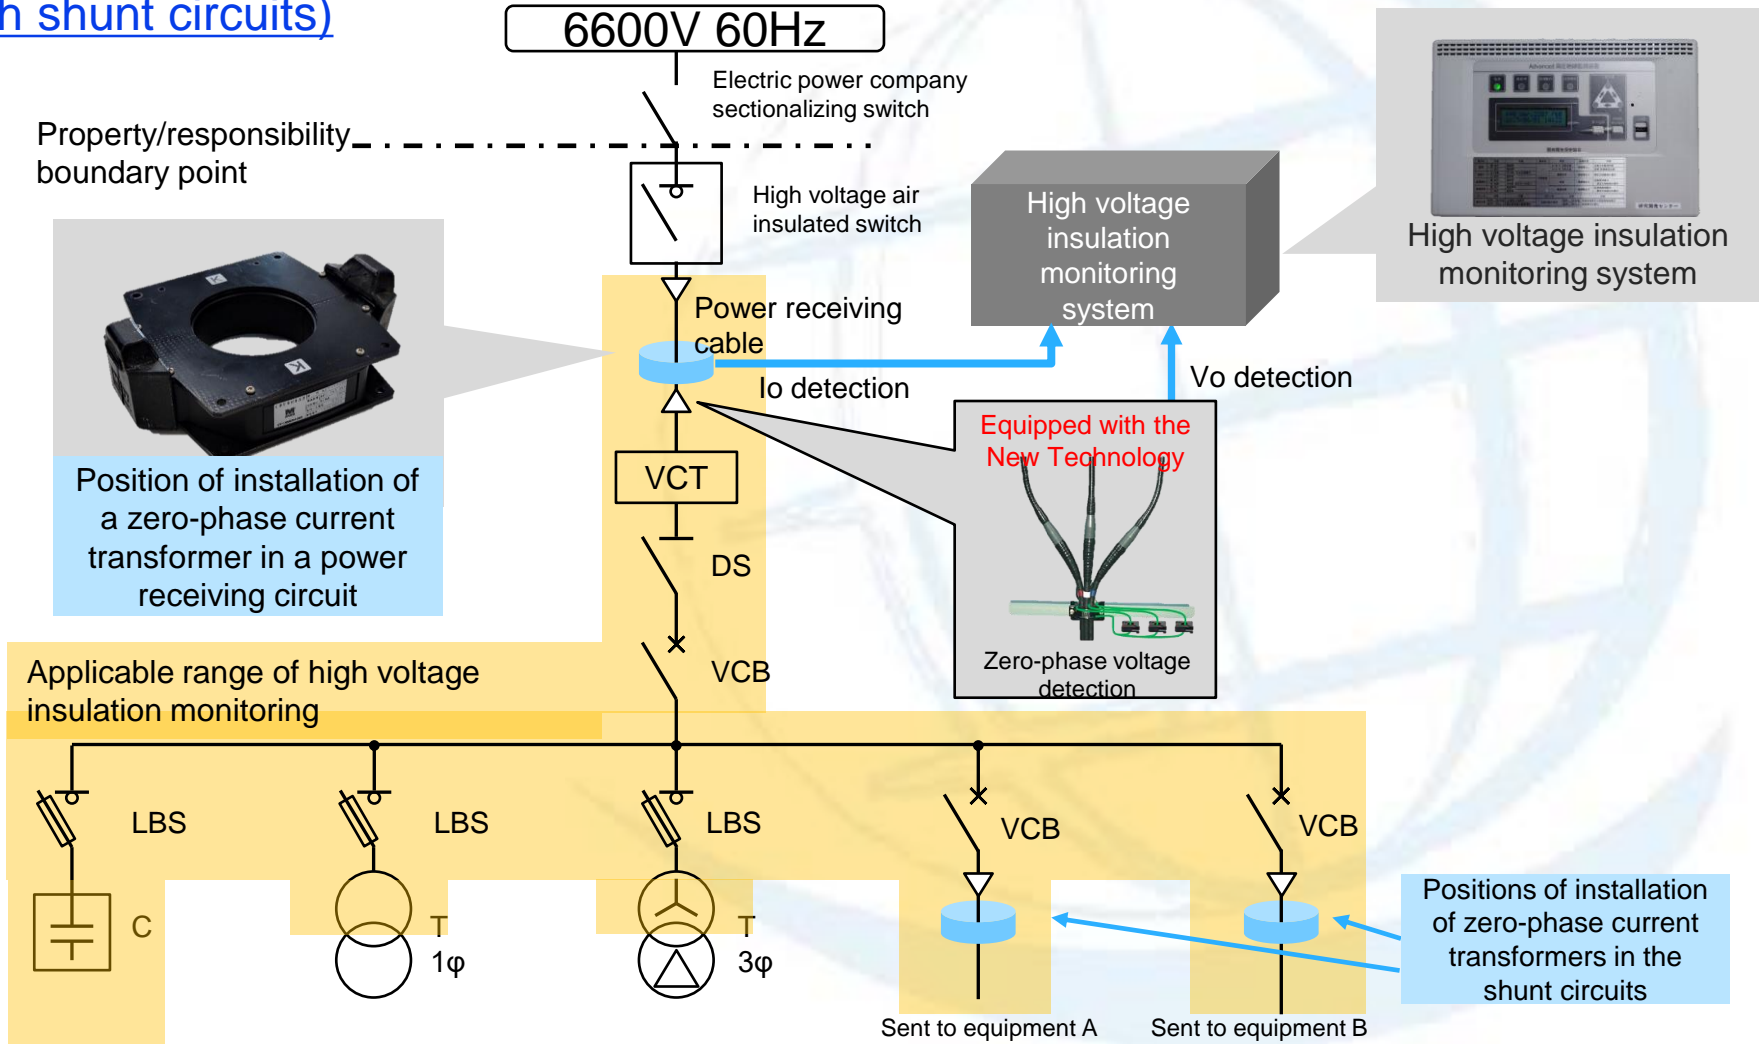 h shunt circuits)
6600V 60Hz
Electric power company
sectionalizing switch
Property/responsibility
boundary point
High voltage air
insulated switch
High voltage
insulation
monitoring
system
High voltage insulation
monitoring system
Power receiving
cable
Io detection
Vo detection
Equipped with the
New Technology
Zero-phase voltage
detection
K
K
M
Position of installation of
a zero-phase current
transformer in a power
receiving circuit
VCT
DS
VCB
Applicable range of high voltage
insulation monitoring
LBS
LBS
LBS
VCB
VCB
C
T
1φ
T
3φ
Positions of installation
of zero-phase current
transformers in the
shunt circuits
Sent to equipment A
Sent to equipment B